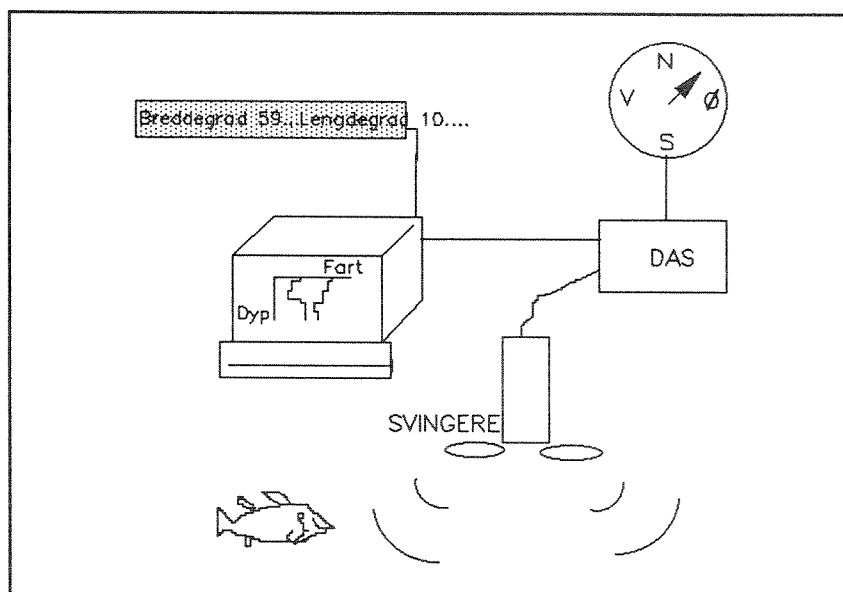 N
V Ø
S
Breddegrad 59...Lengdegrad 10....
DAS
Fart
Dyp
SVINGERE